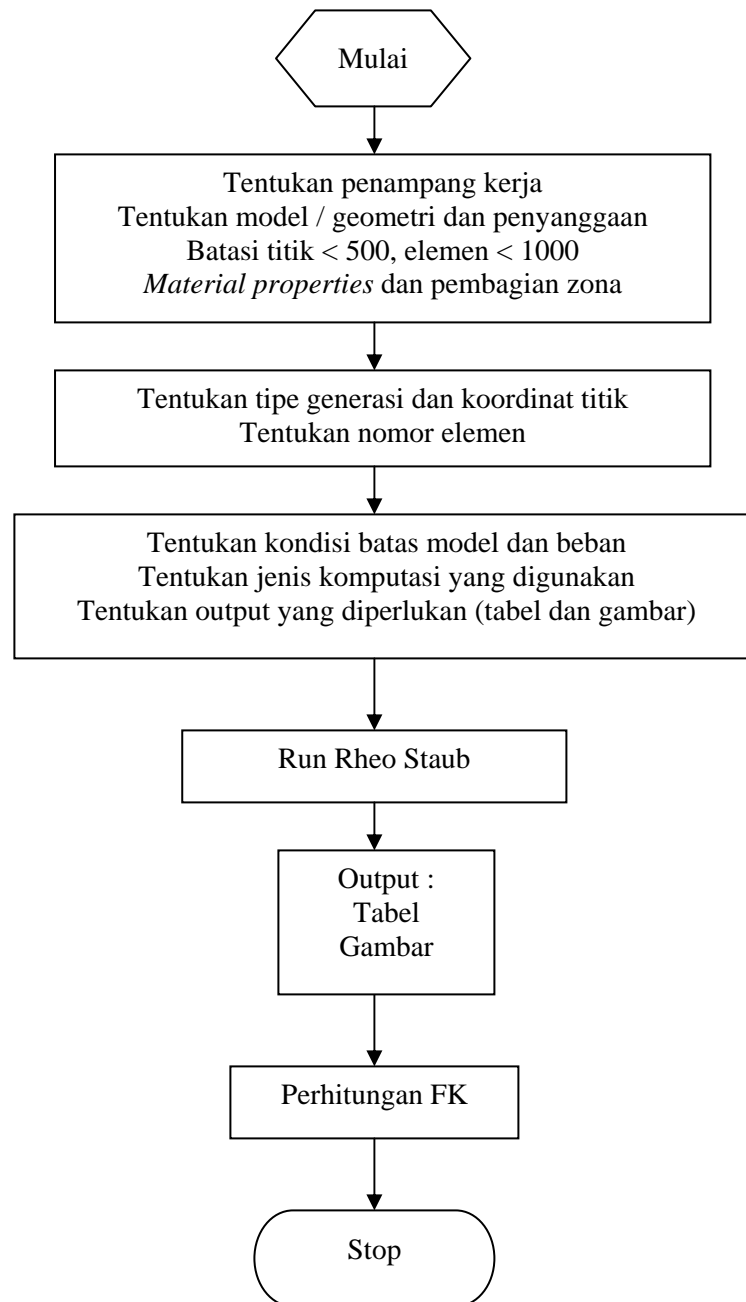 Mulai
Tentukan penampang kerja
Tentukan model / geometri dan penyanggaan
Batasi titik < 500, elemen < 1000
Material properties dan pembagian zona
Tentukan tipe generasi dan koordinat titik
Tentukan nomor elemen
Tentukan kondisi batas model dan beban
Tentukan jenis komputasi yang digunakan
Tentukan output yang diperlukan (tabel dan gambar)
Run Rheo Staub
Output :
Tabel
Gambar
Perhitungan FK
Stop